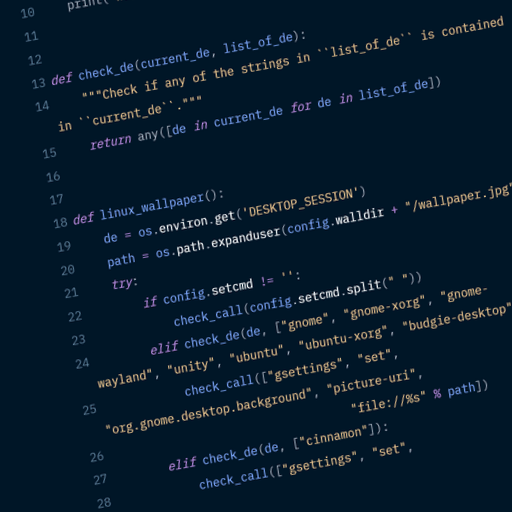 10 print(
11
12
13 def check_de(current_de, list_of_de):
14 """Check if any of the strings in ``list_of_de`` is contained
in ``current_de``."""
15 return any([de in current_de for de in list_of_de])
16
17
18 def linux_wallpaper():
19 de = os.environ.get('DESKTOP_SESSION')
20 path = os.path.expanduser(config.walldir + "/wallpaper.jpg"
21 try:
22 if config.setcmd != '':
23 check_call(config.setcmd.split(" "))
24 elif check_de(de, ["gnome", "gnome-xorg", "gnome-
wayland", "unity", "ubuntu", "ubuntu-xorg", "budgie-desktop"
25 check_call(["gsettings", "set",
"org.gnome.desktop.background", "picture-uri",
"file://%s" % path])
26 elif check_de(de, ["cinnamon"]):
27 check_call(["gsettings", "set",
28